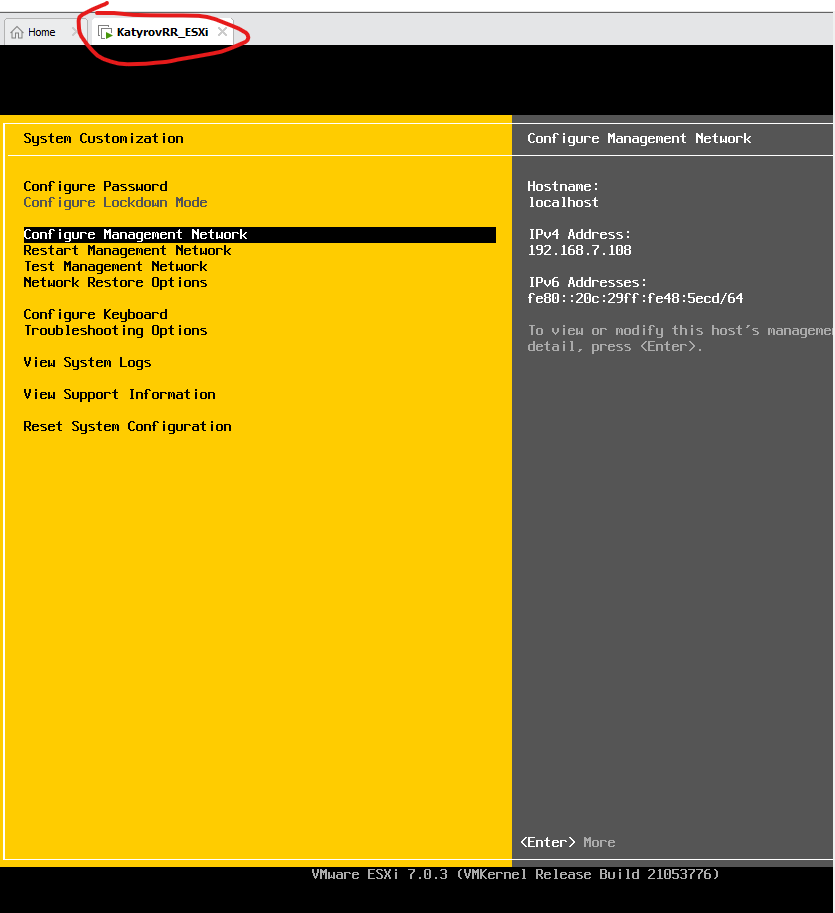 Home
KatyrovRR_ESXi
System Customization
Configure Password
Configure Lockdown Mode
Configure Management Network
Restart Management Network
Test Management Network
Network Restore Options
Configure Keyboard
Troubleshooting Options
View System Logs
View Support Information
Reset System Configuration
Configure Management Network
Hostname:
localhost
IPv4 Address:
192.168.7.108
IPv6 Addresses:
fe80::20c:29ff:fe48:5ecd/64
To view or modify this host's manageme
detail, press <Enter>.
<Enter> More
VMware ESXi 7.0.3 (VMKernel Release Build 21053776)